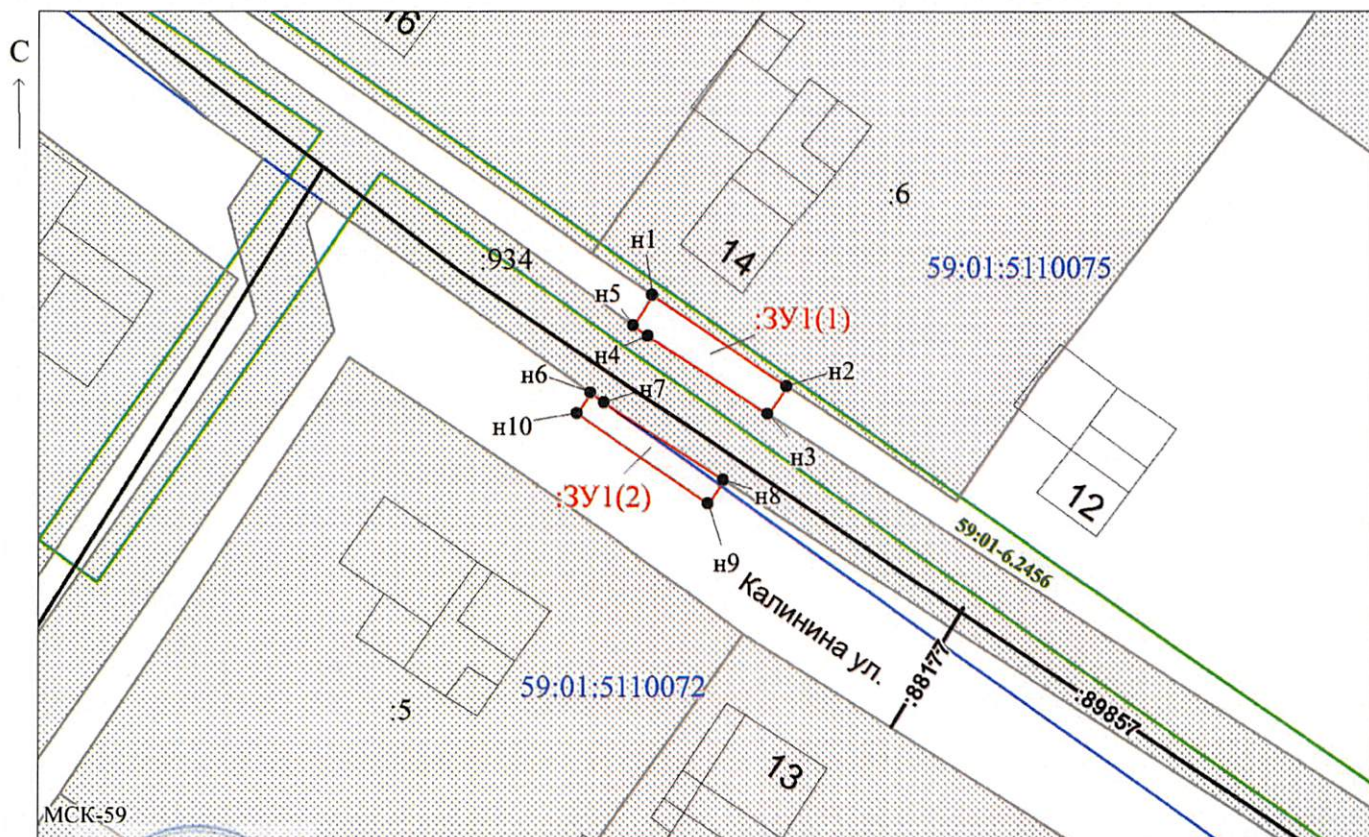 16
С
:6
14
н1
:934
59:01:5110075
н5
:ЗУ1(1)
н4
н2
н6
н7
н10
н3
12
:ЗУ1(2)
н8
59:01-6.2456
н9
Калинина ул.
:88177
59:01:5110072
:89857
:5
13
МСК-59